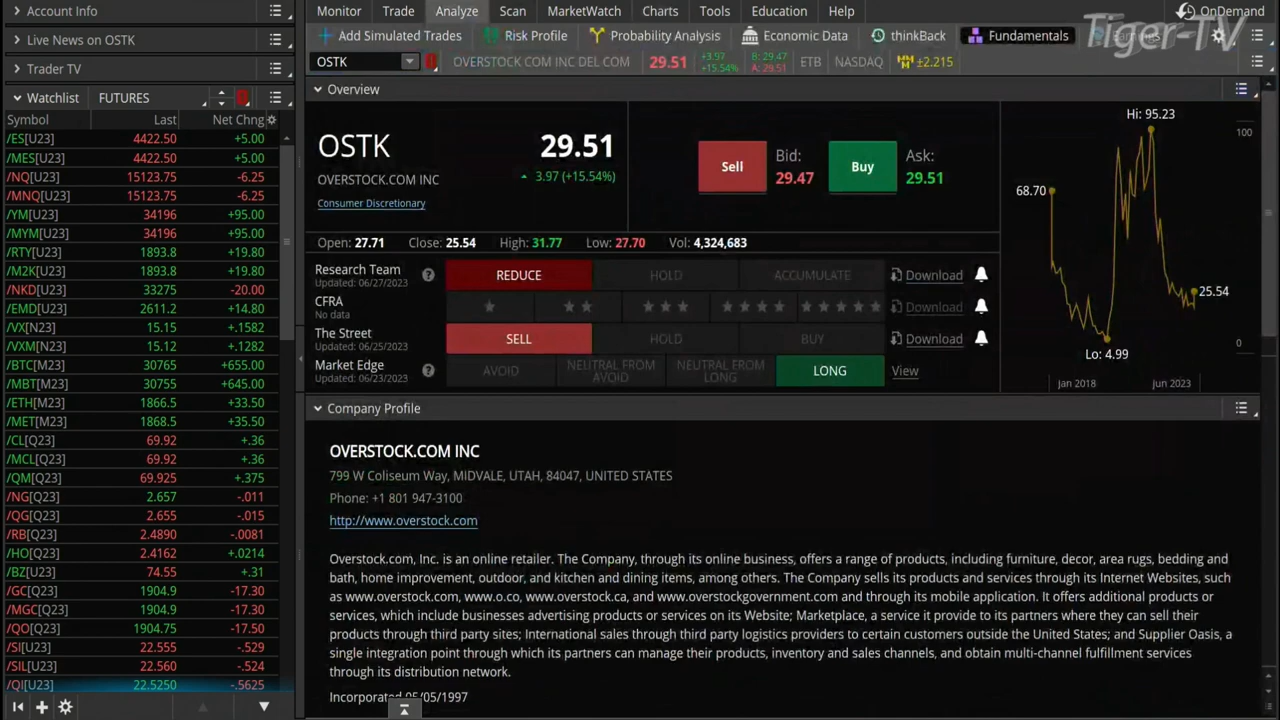 Account Info
Live News on OSTK
Trader TV
Watchlist FUTURES
Symbol Last Net Chng
/ES[U23] 4422.50 +5.00
/MES[U23] 4422.50 +5.00
/NQ[U23] 15123.75 -6.25
/MNQ[U23] 15123.75 -6.25
/YM[U23] 34196 +95.00
/MYM[U23] 34196 +95.00
/RTY[U23] 1893.8 +19.80
/M2K[U23] 1893.8 +19.80
/NKD[U23] 33275 -20.00
/EMD[U23] 2611.2 +14.80
/VX[N23] 15.15 +.1582
/VXM[N23] 15.12 +.1282
/BTC[M23] 30765 +655.00
/MBT[M23] 30755 +645.00
/ETH[M23] 1866.5 +33.50
/MET[M23] 1868.5 +35.50
/CL[Q23] 69.92 +.36
/MCL[Q23] 69.92 +.36
/QM[Q23] 69.925 +.375
/NG[Q23] 2.657 -.011
/QG[Q23] 2.655 -.015
/RB[Q23] 2.4890 -.0081
/HO[Q23] 2.4162 +.0214
/BZ[U23] 74.55 +.31
/GC[Q23] 1904.9 -17.30
/MGC[Q23] 1904.9 -17.30
/QO[Q23] 1904.75 -17.50
/SI[U23] 22.555 -.529
/SIL[U23] 22.560 -.524
/QI[U23] 22.5250 -.5625
Monitor Trade Analyze Scan MarketWatch Charts Tools Education Help OnDemand
Tiger-TV
Add Simulated Trades Risk Profile Probability Analysis Economic Data thinkBack Fundamentals Earnings
OSTK OVERSTOCK COM INC DEL COM 29.51 +3.97 +15.54% B: 29.47 A: 29.51 ETB NASDAQ ±2.215
Overview
OSTK 29.51
OVERSTOCK.COM INC 3.97 (+15.54%)
Consumer Discretionary
Sell Bid: 29.47 Buy Ask: 29.51
Open: 27.71 Close: 25.54 High: 31.77 Low: 27.70 Vol: 4,324,683
Research Team REDUCE HOLD ACCUMULATE Download
Updated: 06/27/2023
CFRA Download
No data
The Street SELL HOLD BUY Download
Updated: 06/25/2023
Market Edge AVOID NEUTRAL FROM AVOID NEUTRAL FROM LONG LONG View
Updated: 06/23/2023
Hi: 95.23
100
68.70
25.54
0
Lo: 4.99
jan 2018 jun 2023
Company Profile
OVERSTOCK.COM INC
799 W Coliseum Way, MIDVALE, UTAH, 84047, UNITED STATES
Phone: +1 801 947-3100
http://www.overstock.com
Overstock.com, Inc. is an online retailer. The Company, through its online business, offers a range of products, including furniture, decor, area rugs, bedding and
bath, home improvement, outdoor, and kitchen and dining items, among others. The Company sells its products and services through its Internet Websites, such
as www.overstock.com, www.o.co, www.overstock.ca, and www.overstockgovernment.com and through its mobile application. It offers additional products or
services, which include businesses advertising products or services on its Website; Marketplace, a service it provide to its partners where they can sell their
products through third party sites; International sales through third party logistics providers to certain customers outside the United States; and Supplier Oasis, a
single integration point through which its partners can manage their products, inventory and sales channels, and obtain multi-channel fulfillment services
through its distribution network.
Incorporated 05/05/1997